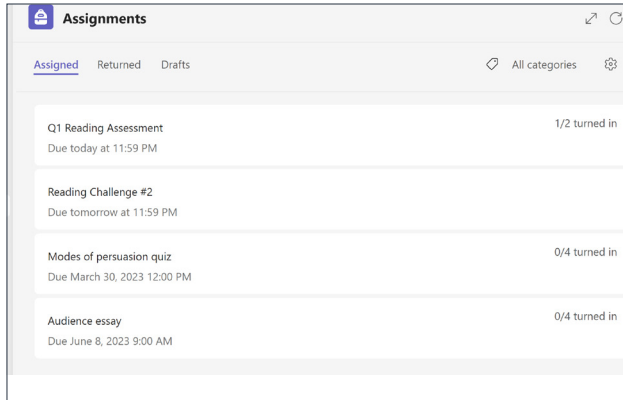 Assignments
Assigned Returned Drafts All categories
Q1 Reading Assessment 1/2 turned in
Due today at 11:59 PM
Reading Challenge #2
Due tomorrow at 11:59 PM
Modes of persuasion quiz 0/4 turned in
Due March 30, 2023 12:00 PM
Audience essay 0/4 turned in
Due June 8, 2023 9:00 AM